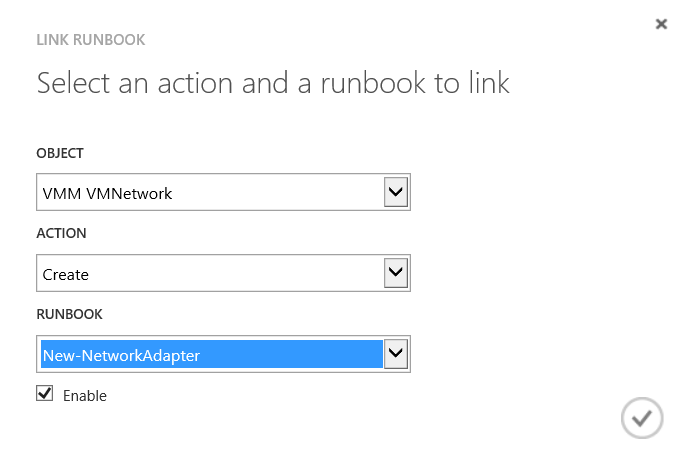 LINK RUNBOOK
Select an action and a runbook to link
OBJECT
VMM VMNetwork
ACTION
Create
RUNBOOK
New-NetworkAdapter
Enable